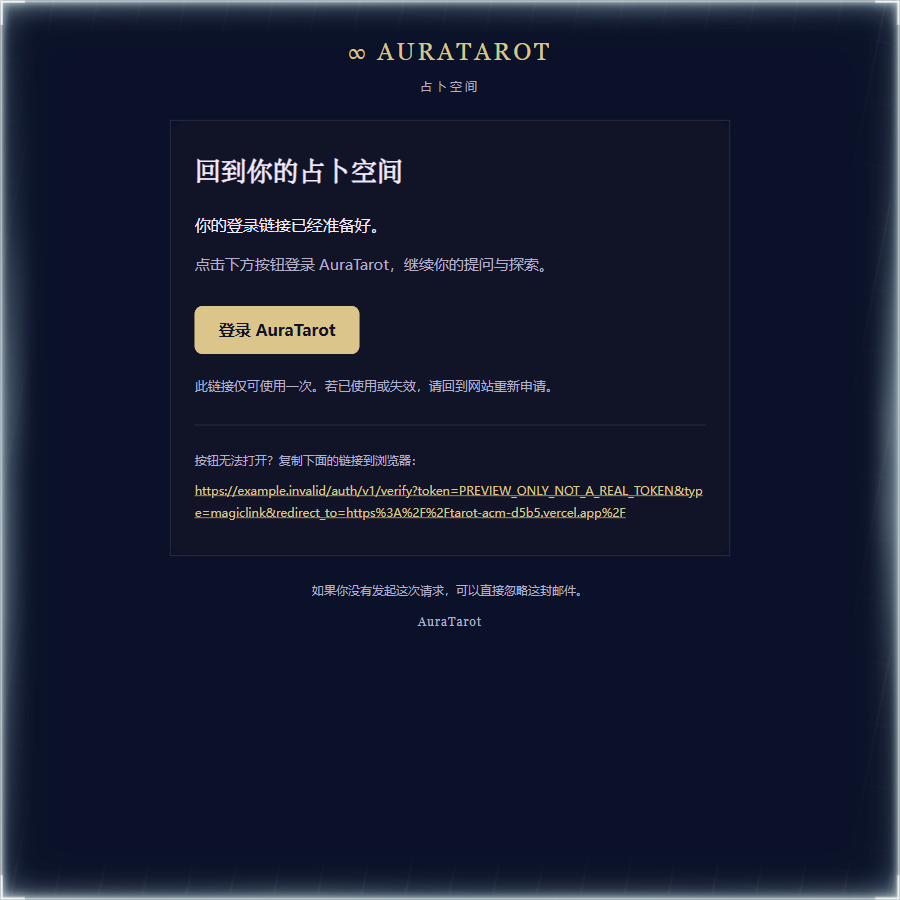 ∞ AURATAROT
占卜空间
回到你的占卜空间
你的登录链接已经准备好。
点击下方按钮登录 AuraTarot，继续你的提问与探索。
登录 AuraTarot
此链接仅可使用一次。若已使用或失效，请回到网站重新申请。
按钮无法打开？复制下面的链接到浏览器：
https://example.invalid/auth/v1/verify?token=PREVIEW_ONLY_NOT_A_REAL_TOKEN&typ
e=magiclink&redirect_to=https%3A%2F%2Ftarot-acm-d5b5.vercel.app%2F
如果你没有发起这次请求，可以直接忽略这封邮件。
AuraTarot